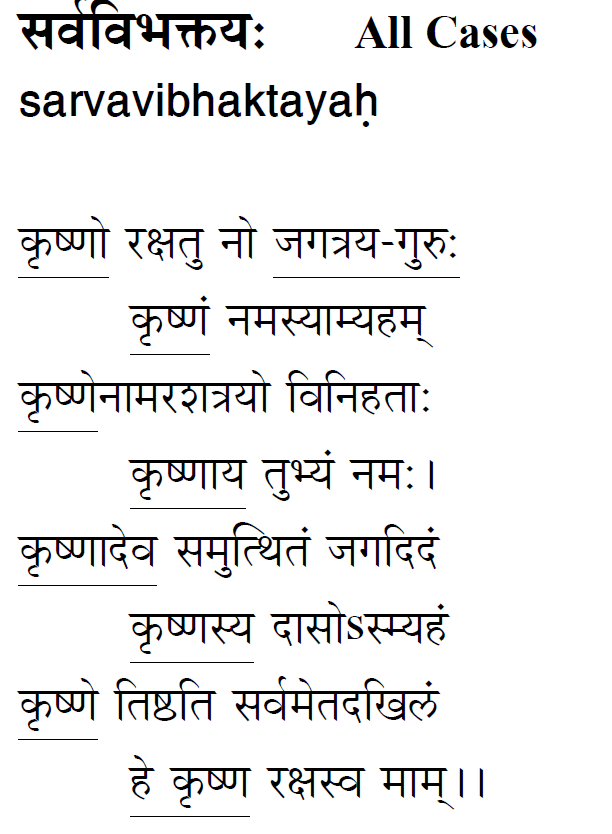 सर्वविभक्तयः All Cases
sarvavibhaktayaḥ
कृष्णो रक्षतु नो जगत्रय-गुरुः
कृष्णं नमस्याम्यहम्
कृष्णेनामरशत्रयो विनिहताः
कृष्णाय तुभ्यं नमः।
कृष्णादेव समुत्थितं जगदिदं
कृष्णस्य दासोऽस्म्यहं
कृष्णे तिष्ठति सर्वमेतदखिलं
हे कृष्ण रक्षस्व माम्।।